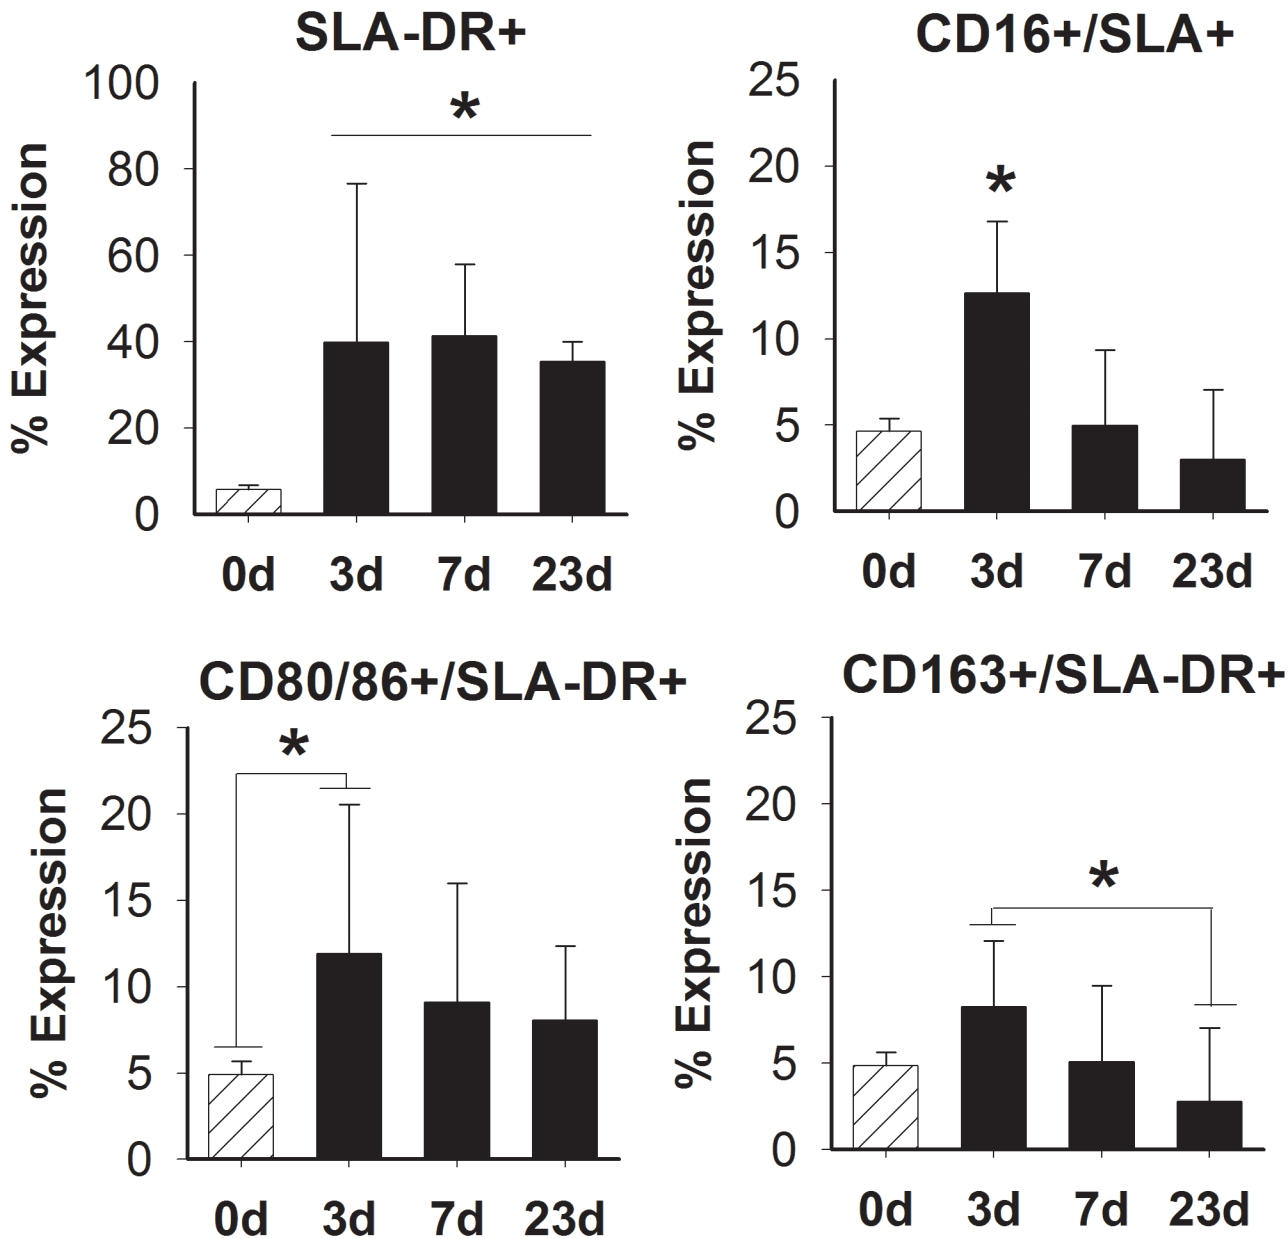 SLA-DR+
% Expression
100
80
60
40
20
0
0d 3d 7d 23d
*
CD16+/SLA+
% Expression
25
20
15
10
5
0
0d 3d 7d 23d
*
CD80/86+/SLA-DR+
% Expression
25
20
15
10
5
0
0d 3d 7d 23d
*
CD163+/SLA-DR+
% Expression
25
20
15
10
5
0
0d 3d 7d 23d
*